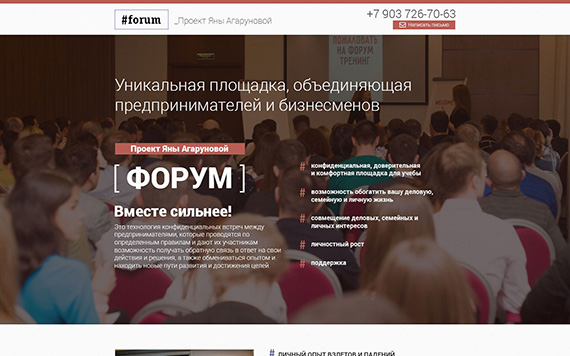 #forum
_Проект Яны Агаруновой
+7 903 726-70-63
Написать письмо
ПОЖАЛОВАТЬ
НА ФОРУМ
ТРЕНИНГ
Уникальная площадка, объединяющая
предпринимателей и бизнесменов
Проект Яны Агаруновой
[ ФОРУМ ]
Вместе сильнее!
Это технология конфиденциальных встреч между
предпринимателями, которые проводятся по
определенным правилам и дают их участникам
возможность получать обратную связь в ответ на свои
действия и решения, а также обмениваться опытом и
находить новые пути развития и достижения целей.
# конфиденциальная, доверительная
и комфортная площадка для учебы
# возможность обогатить вашу деловую,
семейную и личную жизнь
# совмещение деловых, семейных и
личных интересов
# личностный рост
# поддержка
# ЛИЧНЫЙ ОПЫТ ВЗЛЕТОВ И ПАДЕНИЙ